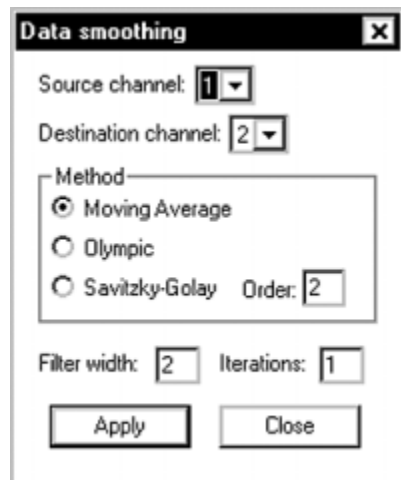 Data smoothing
Source channel: 1
Destination channel: 2
Method
Moving Average
Olympic
Savitzky-Golay Order: 2
Filter width: 2 Iterations: 1
Apply Close